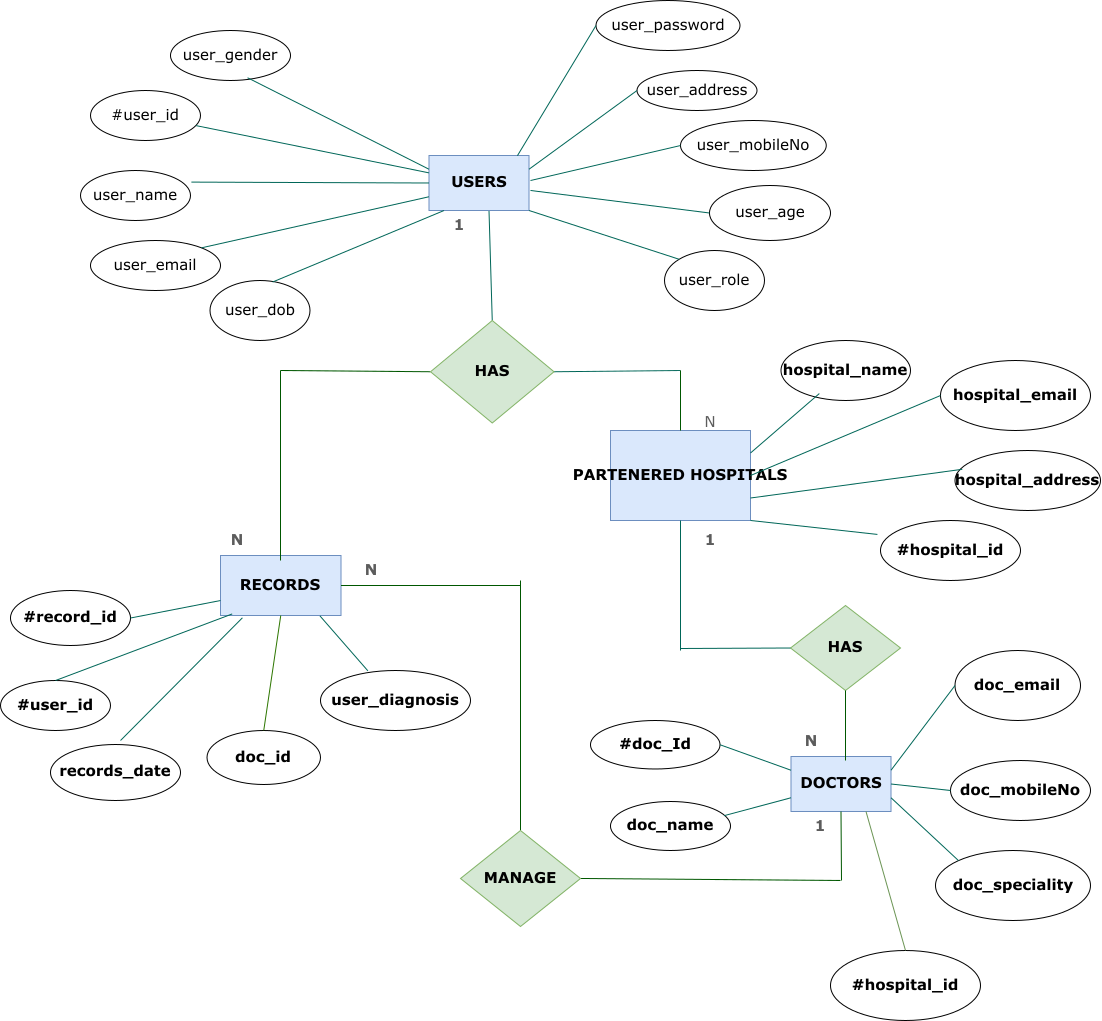 user_password
user_gender
user_address
#user_id
user_mobileNo
USERS
user_name
user_age
1
user_email
user_role
user_dob
HAS
hospital_name
hospital_email
N
PARTENERED HOSPITALS
hospital_address
N
1
#hospital_id
N
RECORDS
#record_id
HAS
doc_email
user_diagnosis
#user_id
N
#doc_Id
doc_id
records_date
DOCTORS
doc_mobileNo
doc_name
1
MANAGE
doc_speciality
#hospital_id